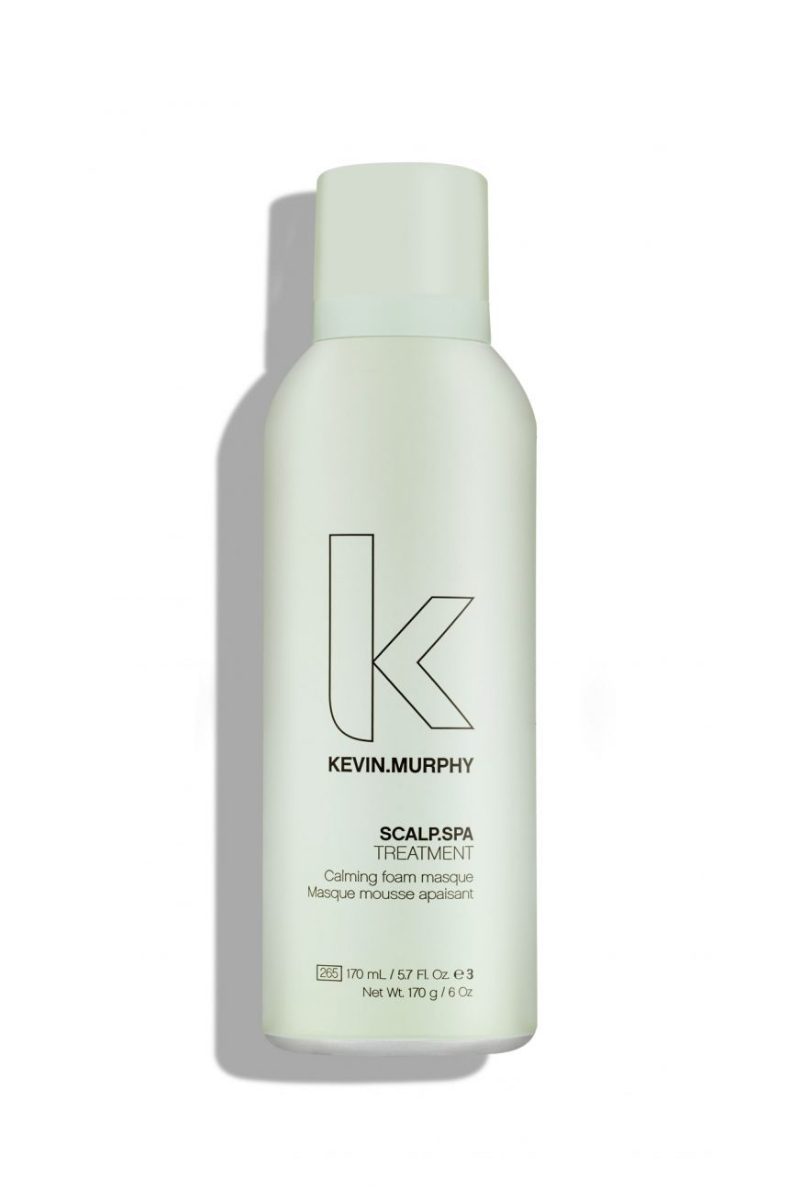 k
KEVIN.MURPHY
SCALP.SPA
TREATMENT
Calming foam masque
Masque mousse apaisant
265 170 mL / 5.7 Fl. Oz. ℮ 3
Net Wt. 170 g / 6 Oz